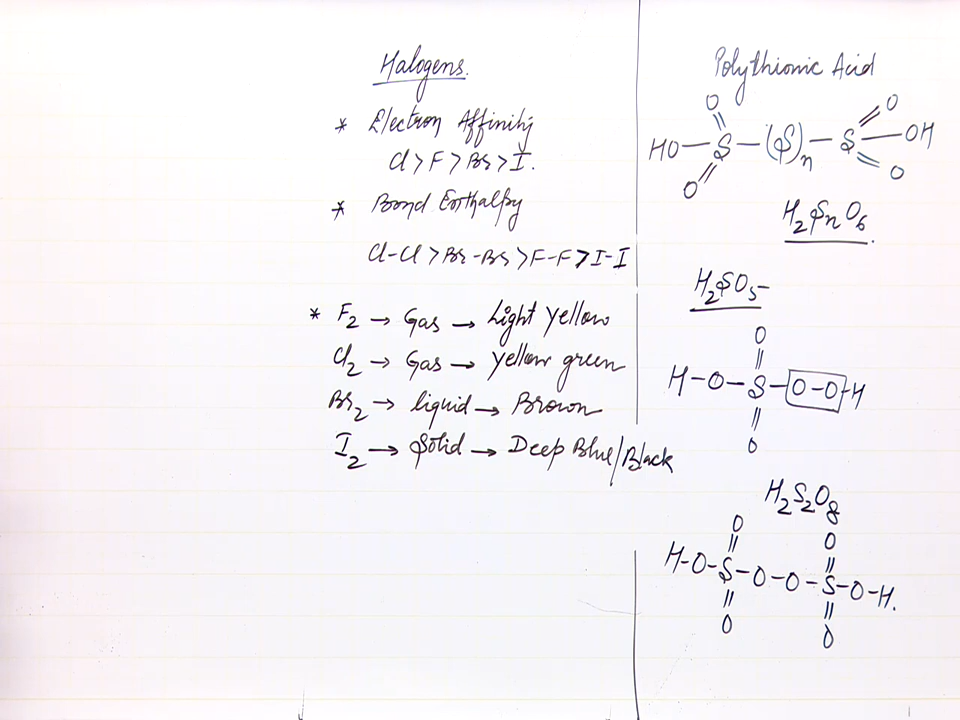 Halogens.
* Electron Affinity
Cl > F > Br > I.
* Bond Enthalpy
Cl-Cl > Br-Br > F-F > I-I
* F₂ → Gas → Light Yellow
Cl₂ → Gas → Yellow green
Br₂ → liquid → Brown
I₂ → Solid → Deep Blue/Black
Polythionic Acid
O O
HO-S-(S)n-S-OH
O O
H₂SnO₆.
H₂SO₅-
O
H-O-S-O-O-H
O
H₂S₂O₈
O O
H-O-S-O-O-S-O-H.
O O